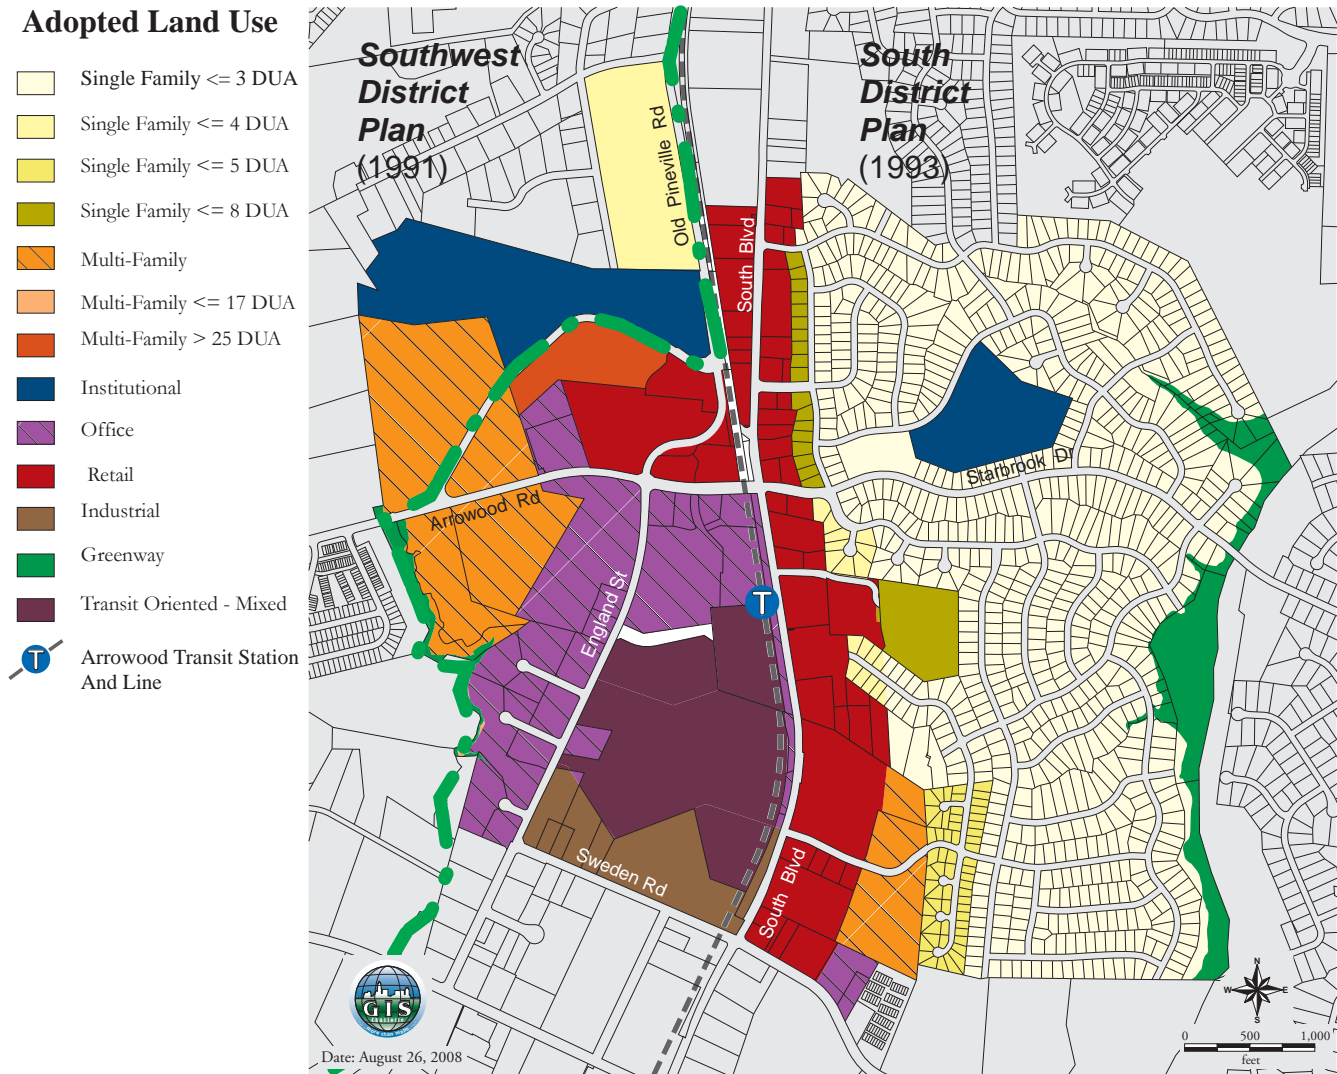 Adopted Land Use
Single Family <= 3 DUA
Single Family <= 4 DUA
Single Family <= 5 DUA
Single Family <= 8 DUA
Multi-Family
Multi-Family <= 17 DUA
Multi-Family > 25 DUA
Institutional
Office
Retail
Industrial
Greenway
Transit Oriented - Mixed
T
Arrowood Transit Station
And Line
Southwest
District
Plan
(1991)
South
District
Plan
(1993)
Old Pineville Rd
South Blvd
Starbrook Dr
Arrowood Rd
England St
T
Sweden Rd
South Blvd
GIS
Date: August 26, 2008
N
W
E
S
0 500 1,000
feet